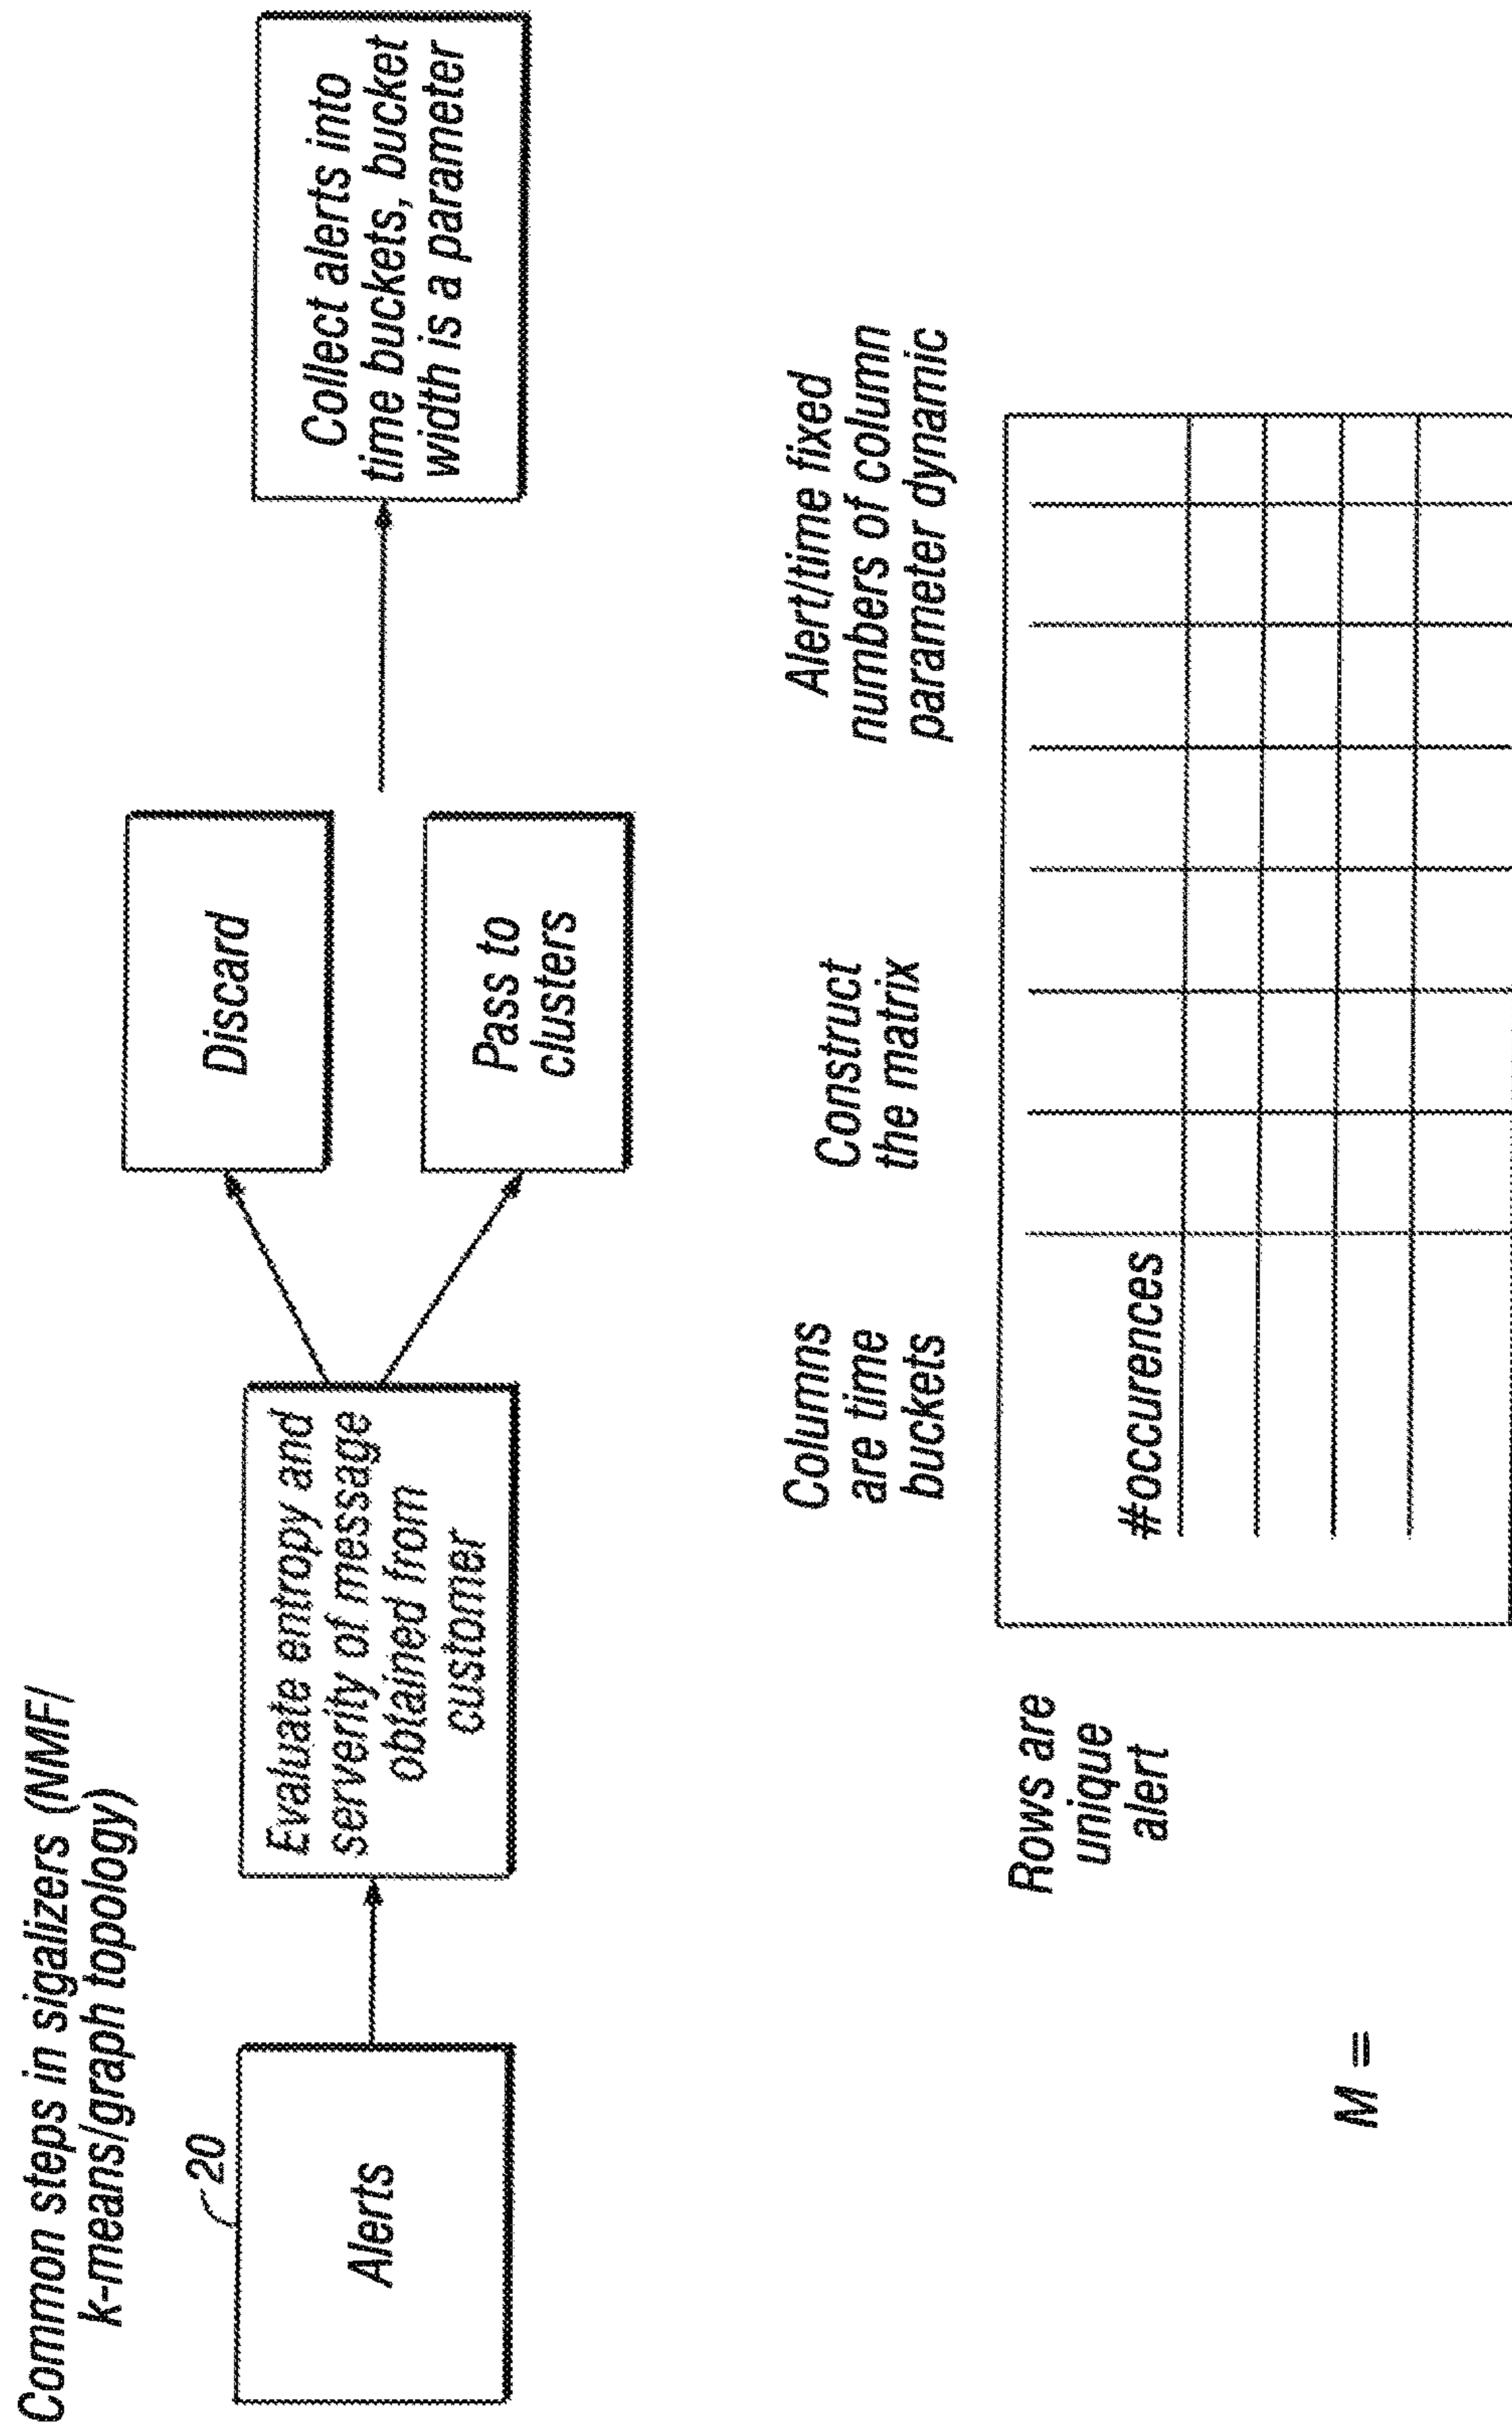 Common steps in sigalizers (NMF/
k-means/graph topology)
20
Alerts
Evaluate entropy and
serverity of message
obtained from
customer
Discard
Pass to
clusters
Collect alerts into
time buckets, bucket
width is a parameter
Columns
are time
buckets
Construct
the matrix
Alert/time fixed
numbers of column
parameter dynamic
Rows are
unique
alert
#occurences
M =